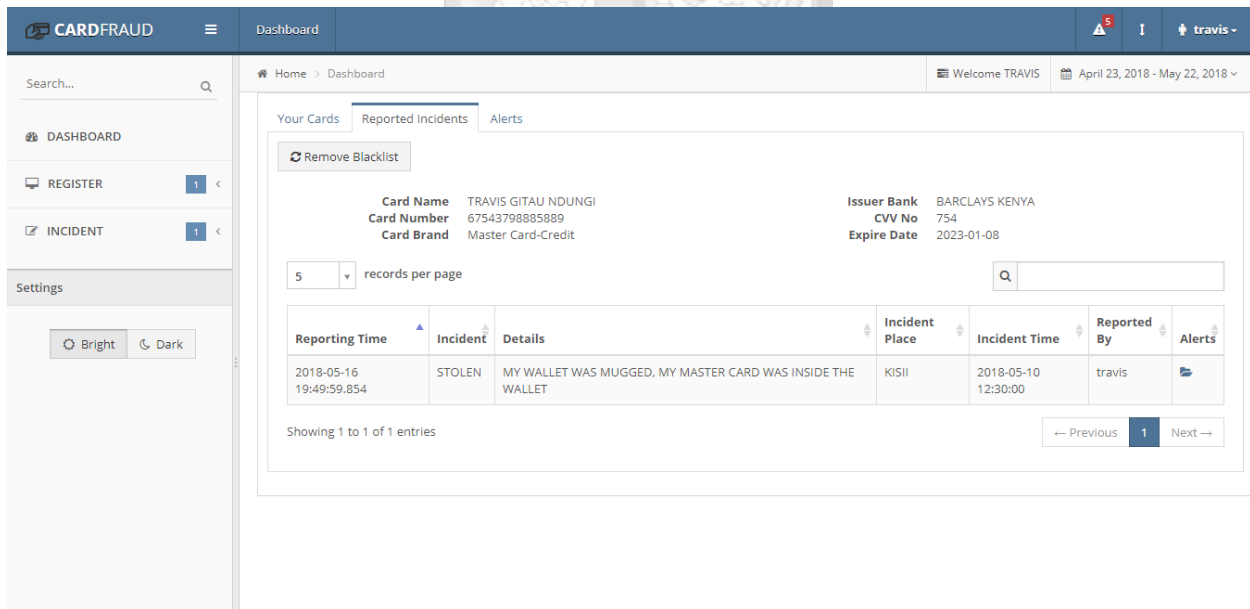 CARDFRAUD
Dashboard
5
travis
Search...
Home > Dashboard
Welcome TRAVIS
April 23, 2018 - May 22, 2018
DASHBOARD
REGISTER 1
INCIDENT 1
Settings
Bright
Dark
Your Cards
Reported Incidents
Alerts
Remove Blacklist
Card Name TRAVIS GITAU NDUNGI
Card Number 67543798885889
Card Brand Master Card-Credit
Issuer Bank BARCLAYS KENYA
CVV No 754
Expire Date 2023-01-08
5 records per page
Reporting Time
Incident
Details
Incident
Place
Incident Time
Reported
By
Alerts
2018-05-16
19:49:59.854
STOLEN
MY WALLET WAS MUGGED, MY MASTER CARD WAS INSIDE THE
WALLET
KISII
2018-05-10
12:30:00
travis
Showing 1 to 1 of 1 entries
← Previous
1
Next →